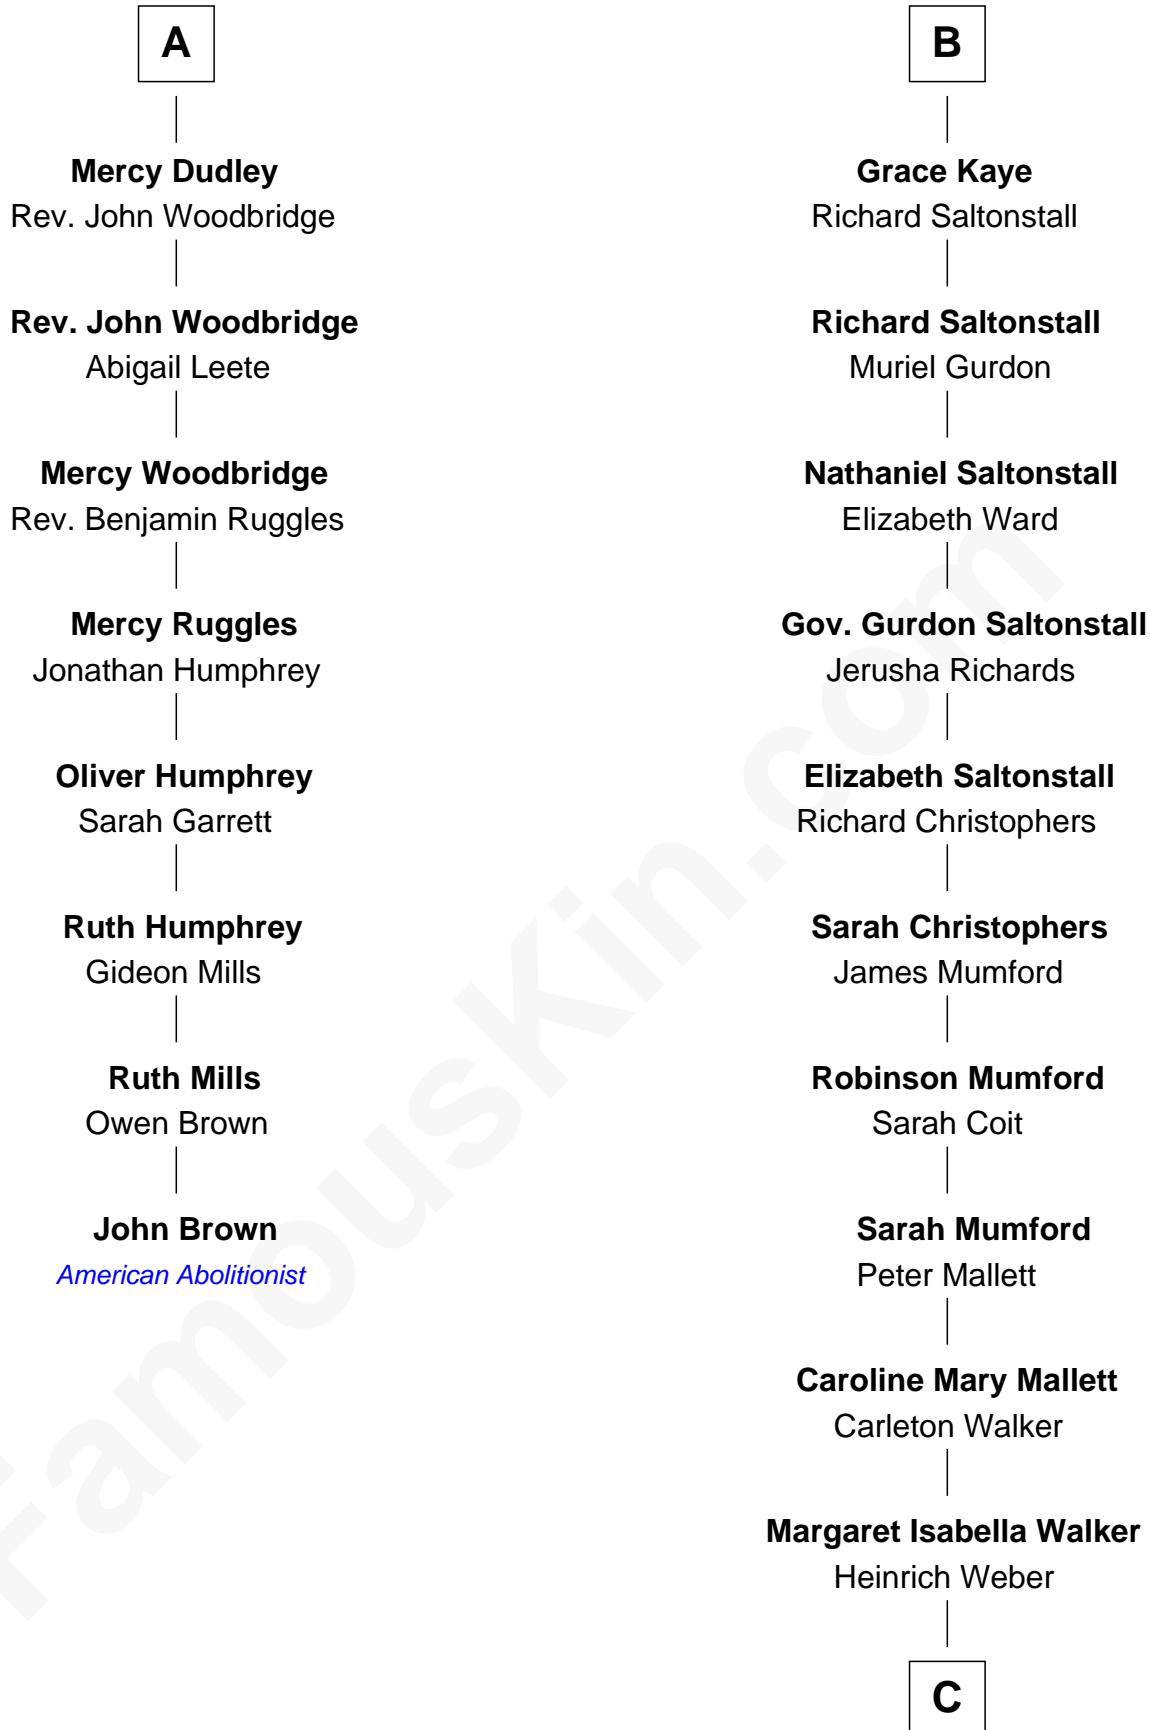 A
Mercy Dudley
Rev. John Woodbridge
Rev. John Woodbridge
Abigail Leete
Mercy Woodbridge
Rev. Benjamin Ruggles
Mercy Ruggles
Jonathan Humphrey
Oliver Humphrey
Sarah Garrett
Ruth Humphrey
Gideon Mills
Ruth Mills
Owen Brown
John Brown
American Abolitionist
B
Grace Kaye
Richard Saltonstall
Richard Saltonstall
Muriel Gurdon
Nathaniel Saltonstall
Elizabeth Ward
Gov. Gurdon Saltonstall
Jerusha Richards
Elizabeth Saltonstall
Richard Christophers
Sarah Christophers
James Mumford
Robinson Mumford
Sarah Coit
Sarah Mumford
Peter Mallett
Caroline Mary Mallett
Carleton Walker
Margaret Isabella Walker
Heinrich Weber
C
FamousKin.com